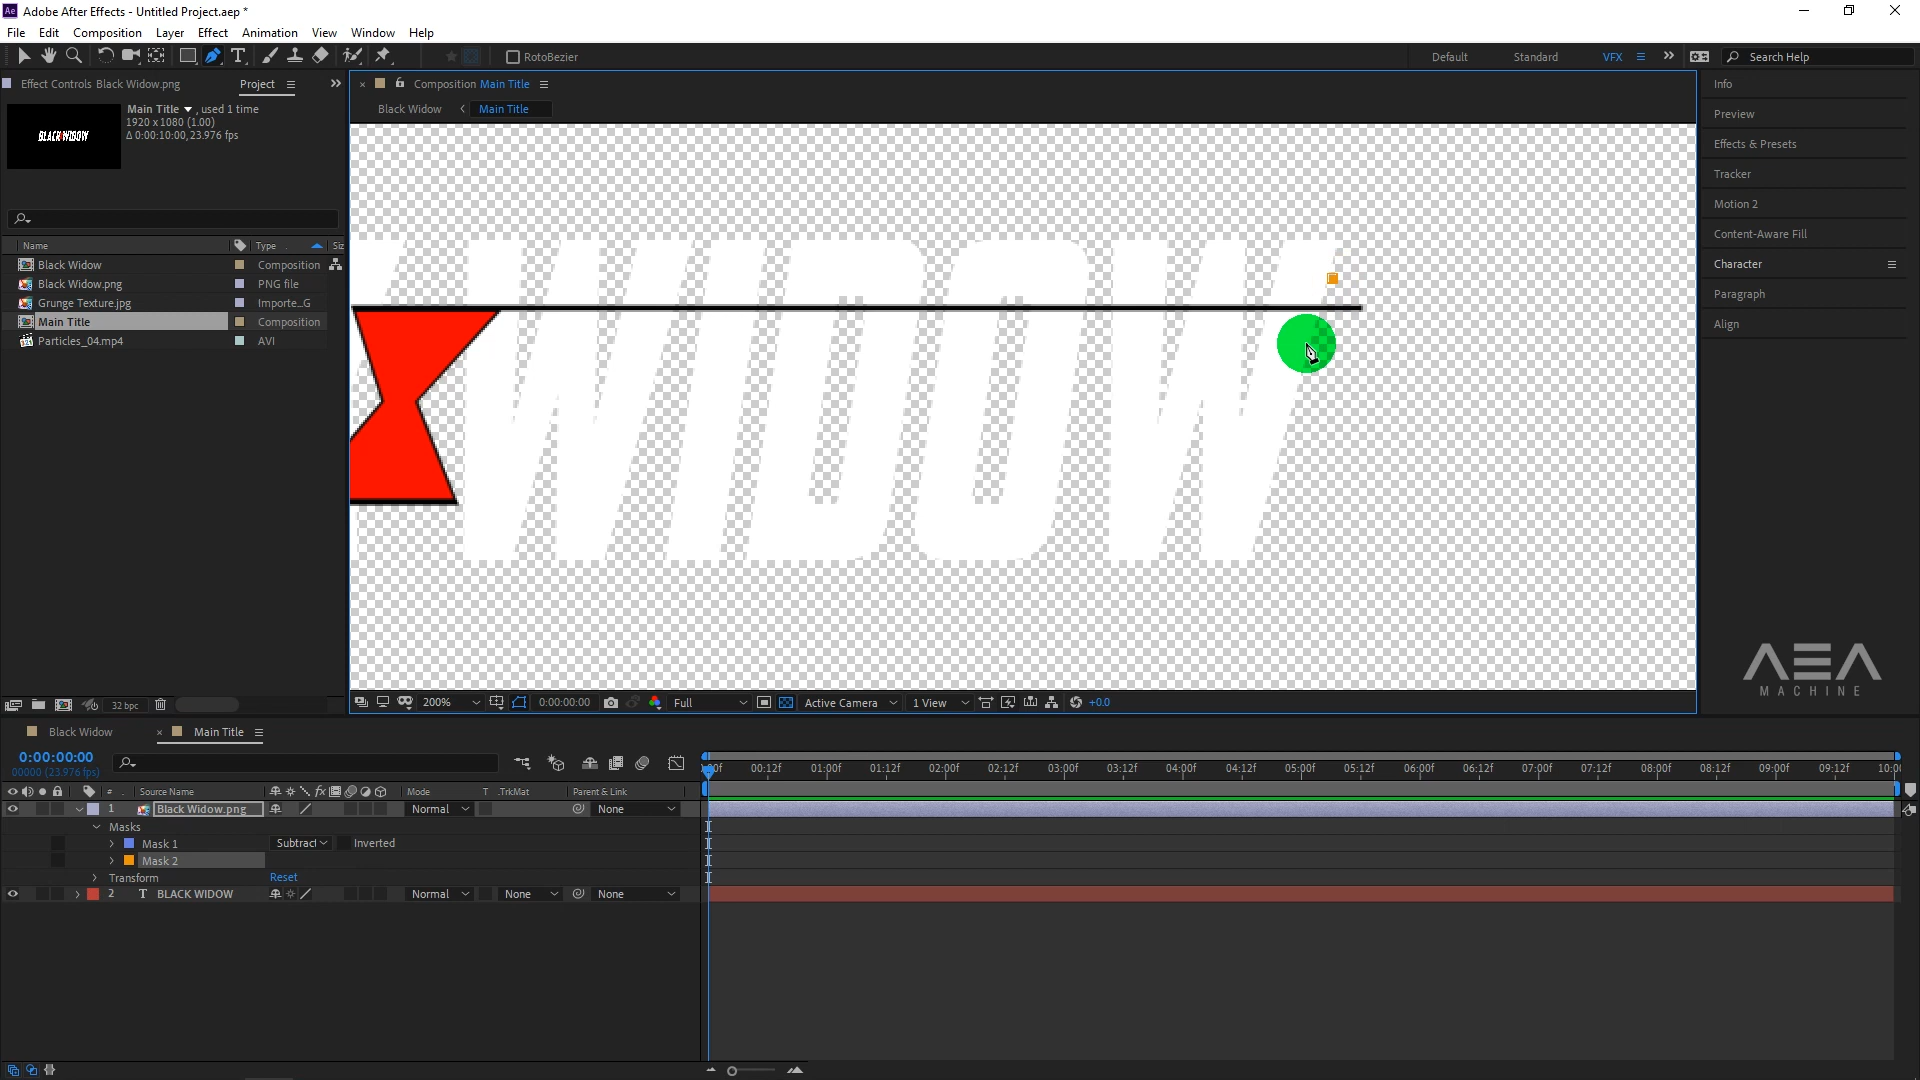 Ae Adobe After Effects - Untitled Project.aep *
File Edit Composition Layer Effect Animation View Window Help
RotoBezier Default Standard VFX Search Help
Effect Controls Black Widow.png Project
Composition Main Title
Black Widow Main Title
Main Title , used 1 time
1920 x 1080 (1.00)
Δ 0:00:10:00, 23.976 fps
BLACK WIDOW
Name Type Siz
Black Widow Composition
Black Widow.png PNG file
Grunge Texture.jpg Importe...G
Main Title Composition
Particles_04.mp4 AVI
WIDOW
Info
Preview
Effects & Presets
Tracker
Motion 2
Content-Aware Fill
Character
Paragraph
Align
AEA
MACHINE
32 bpc
200% 0:00:00:00 Full Active Camera 1 View +0.0
Black Widow Main Title
0:00:00:00
00000 (23.976 fps)
:00f 00:12f 01:00f 01:12f 02:00f 02:12f 03:00f 03:12f 04:00f 04:12f 05:00f 05:12f 06:00f 06:12f 07:00f 07:12f 08:00f 08:12f 09:00f 09:12f 10:00
# Source Name fx Mode T .TrkMat Parent & Link
1 Black Widow.png Normal None
Masks
Mask 1 Subtract Inverted
Mask 2
Transform Reset
2 T BLACK WIDOW Normal None None